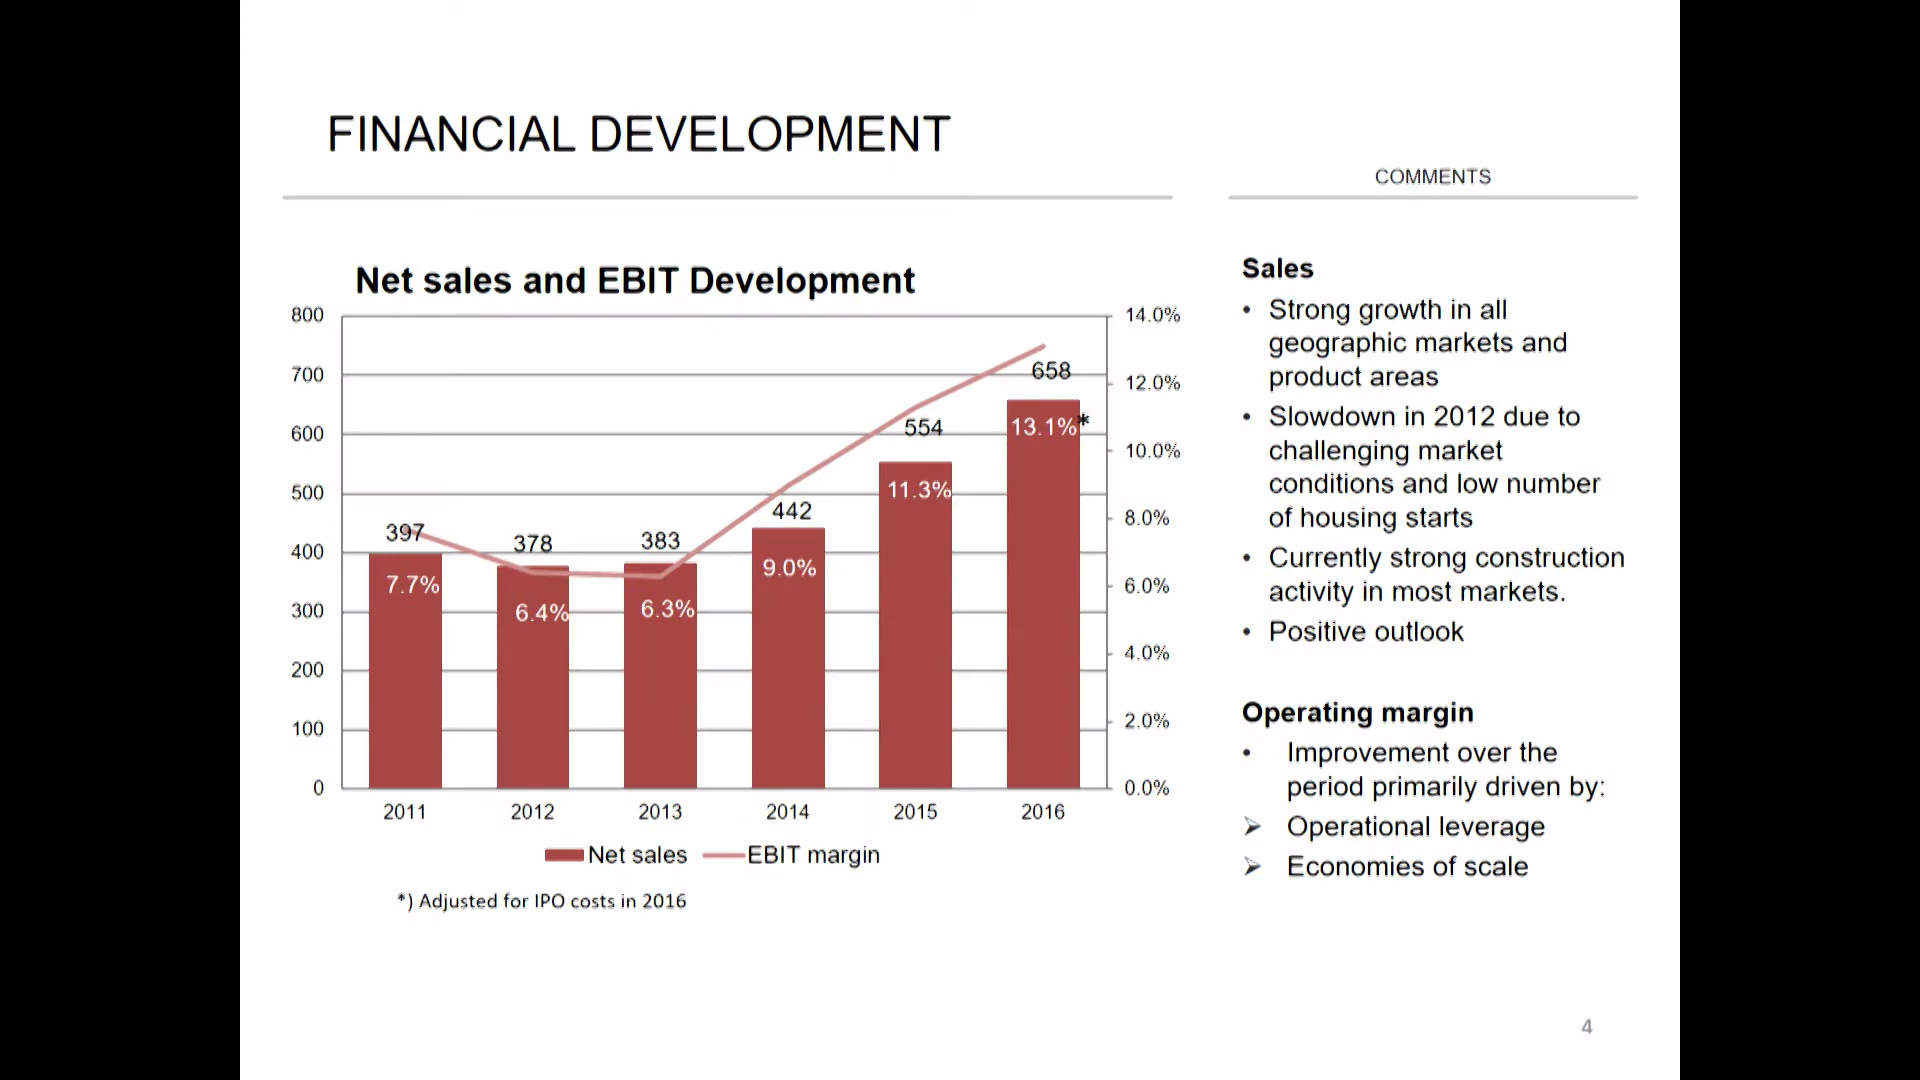 FINANCIAL DEVELOPMENT
COMMENTS
Net sales and EBIT Development
800
700
600
500
400
300
200
100
0
14.0%
12.0%
10.0%
8.0%
6.0%
4.0%
2.0%
0.0%
397
378
383
442
554
658
7.7%
6.4%
6.3%
9.0%
11.3%
13.1%*
2011
2012
2013
2014
2015
2016
Net sales
EBIT margin
*) Adjusted for IPO costs in 2016
Sales
• Strong growth in all
geographic markets and
product areas
• Slowdown in 2012 due to
challenging market
conditions and low number
of housing starts
• Currently strong construction
activity in most markets.
• Positive outlook
Operating margin
• Improvement over the
period primarily driven by:
➢ Operational leverage
➢ Economies of scale
4